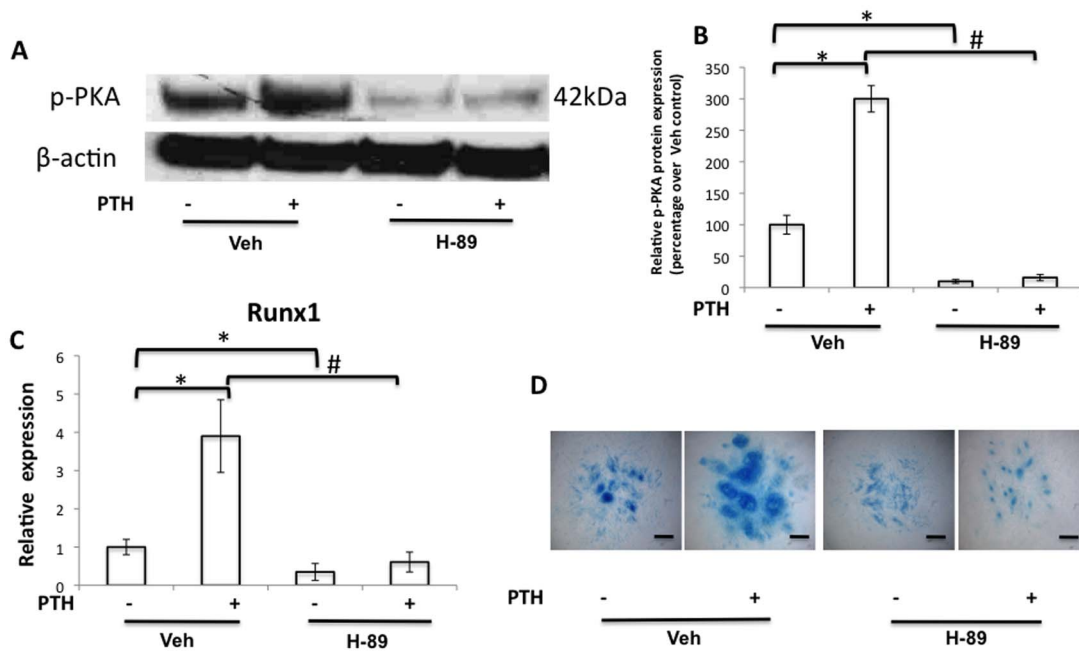 A
p-PKA 42kDa
β-actin
PTH - + - +
Veh H-89
B
* * #
Relative p-PKA protein expression
(percentage over Veh control)
350
300
250
200
150
100
50
0
PTH - + - +
Veh H-89
C
Runx1
* * #
Relative expression
6
5
4
3
2
1
0
PTH - + - +
Veh H-89
D
PTH - + - +
Veh H-89